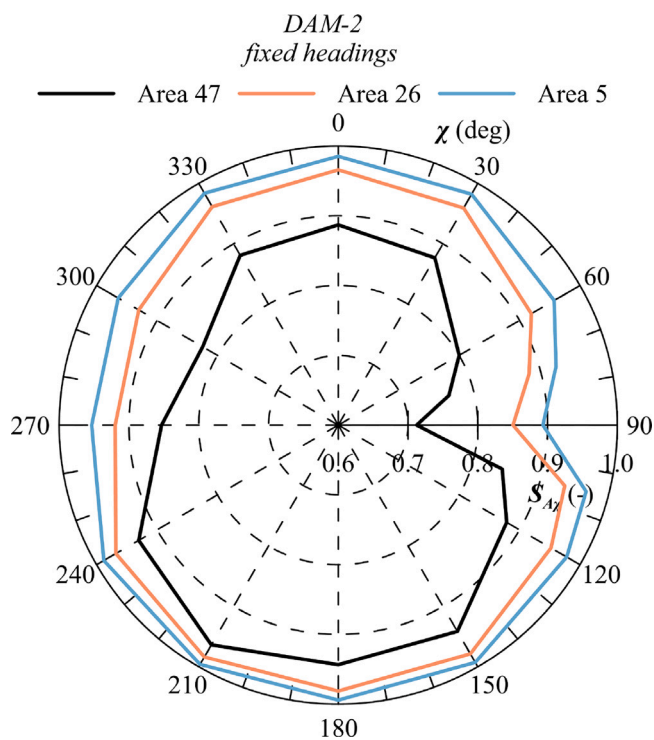 DAM-2
fixed headings
Area 47 Area 26 Area 5
0 χ (deg)
330 30
300 60
270 90
0.6 0.7 0.8 0.9 1.0
ŜAχ (-)
240 120
210 150
180